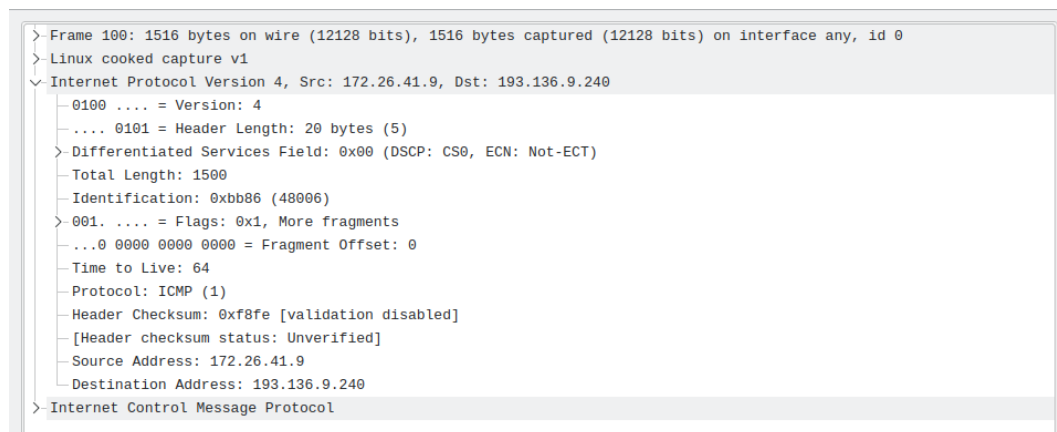 Frame 100: 1516 bytes on wire (12128 bits), 1516 bytes captured (12128 bits) on interface any, id 0
Linux cooked capture v1
Internet Protocol Version 4, Src: 172.26.41.9, Dst: 193.136.9.240
0100 .... = Version: 4
.... 0101 = Header Length: 20 bytes (5)
Differentiated Services Field: 0x00 (DSCP: CS0, ECN: Not-ECT)
Total Length: 1500
Identification: 0xbb86 (48006)
001. .... = Flags: 0x1, More fragments
...0 0000 0000 0000 = Fragment Offset: 0
Time to Live: 64
Protocol: ICMP (1)
Header Checksum: 0xf8fe [validation disabled]
[Header checksum status: Unverified]
Source Address: 172.26.41.9
Destination Address: 193.136.9.240
Internet Control Message Protocol